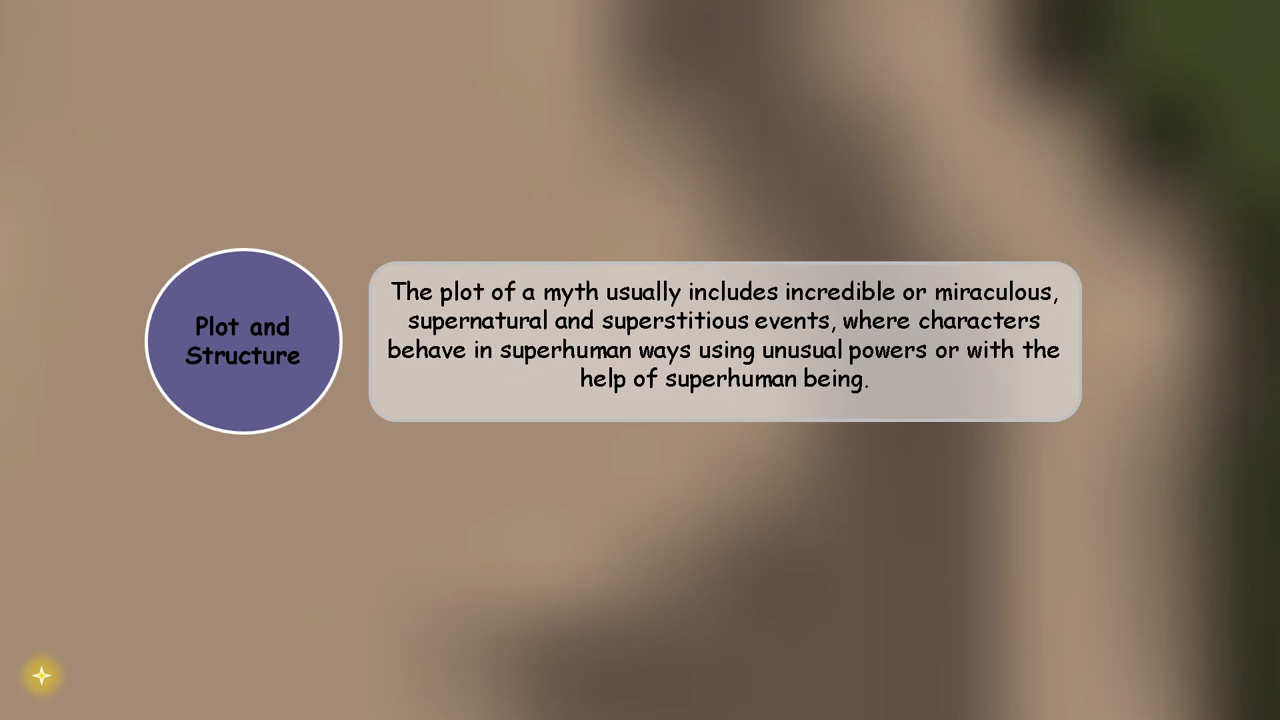 Plot and
Structure
The plot of a myth usually includes incredible or miraculous,
supernatural and superstitious events, where characters
behave in superhuman ways using unusual powers or with the
help of superhuman being.